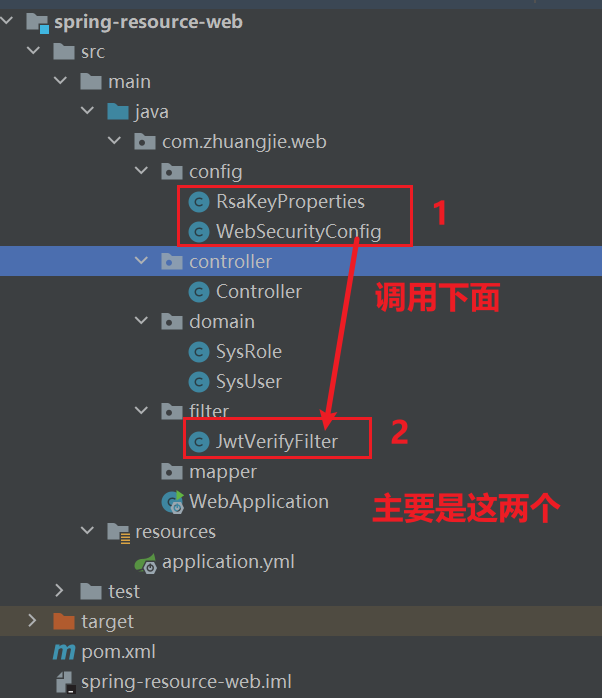 spring-resource-web
src
main
java
com.zhuangjie.web
config
RsaKeyProperties
1
WebSecurityConfig
controller
Controller
调用下面
domain
SysRole
SysUser
filter
JwtVerifyFilter
2
mapper
WebApplication
主要是这两个
resources
application.yml
test
target
pom.xml
spring-resource-web.iml